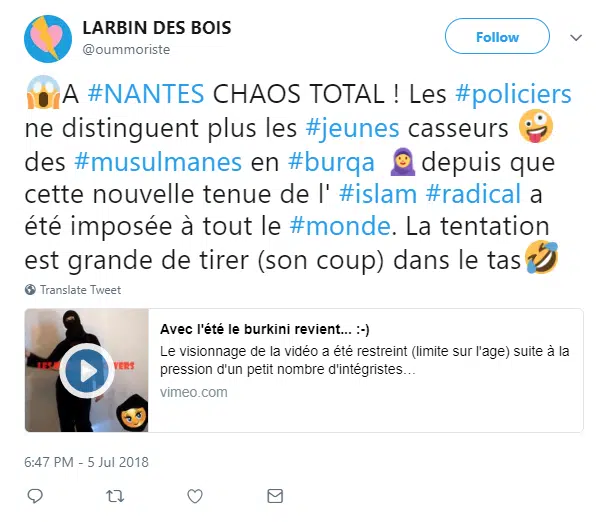 LARBIN DES BOIS
@oummoriste
Follow
😱A #NANTES CHAOS TOTAL ! Les #policiers
ne distinguent plus les #jeunes casseurs 🤪
des #musulmanes en #burqa 🧕depuis que
cette nouvelle tenue de l' #islam #radical a
été imposée à tout le #monde. La tentation
est grande de tirer (son coup) dans le tas🤣
Translate Tweet
Avec l'été le burkini revient... :-)
Le visionnage de la vidéo a été restreint (limite sur l'age) suite à la
pression d'un petit nombre d'intégristes…
vimeo.com
6:47 PM - 5 Jul 2018